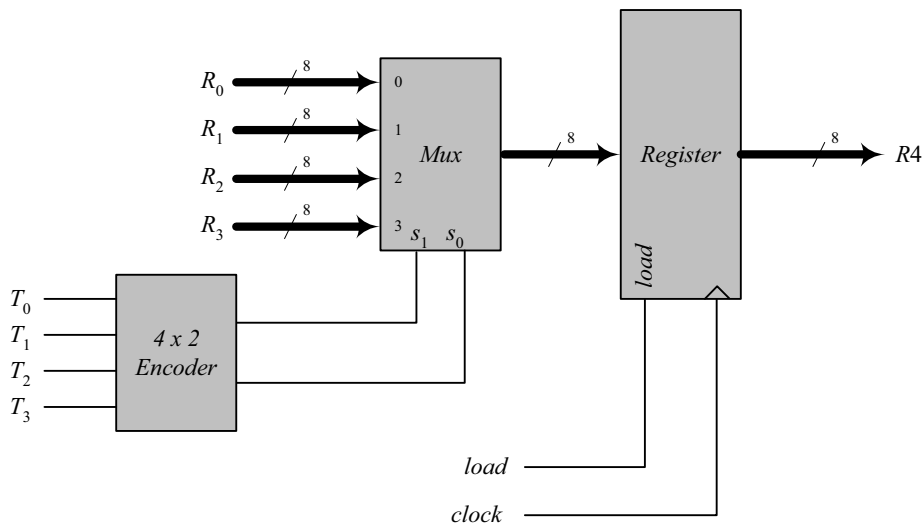 R0
8
0
R1
8
1
R2
8
2
R3
8
3
Mux
s1
s0
8
Register
8
R4
load
T0
T1
T2
T3
4 x 2
Encoder
load
clock